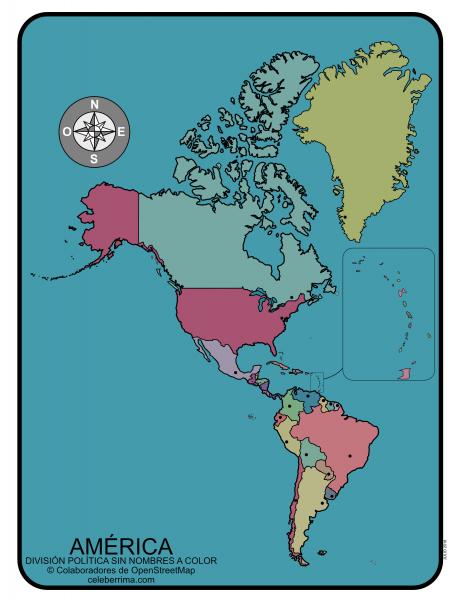 N
O E
S
AMÉRICA
DIVISIÓN POLÍTICA SIN NOMBRES A COLOR
© Colaboradores de OpenStreetMap
celeberrima.com